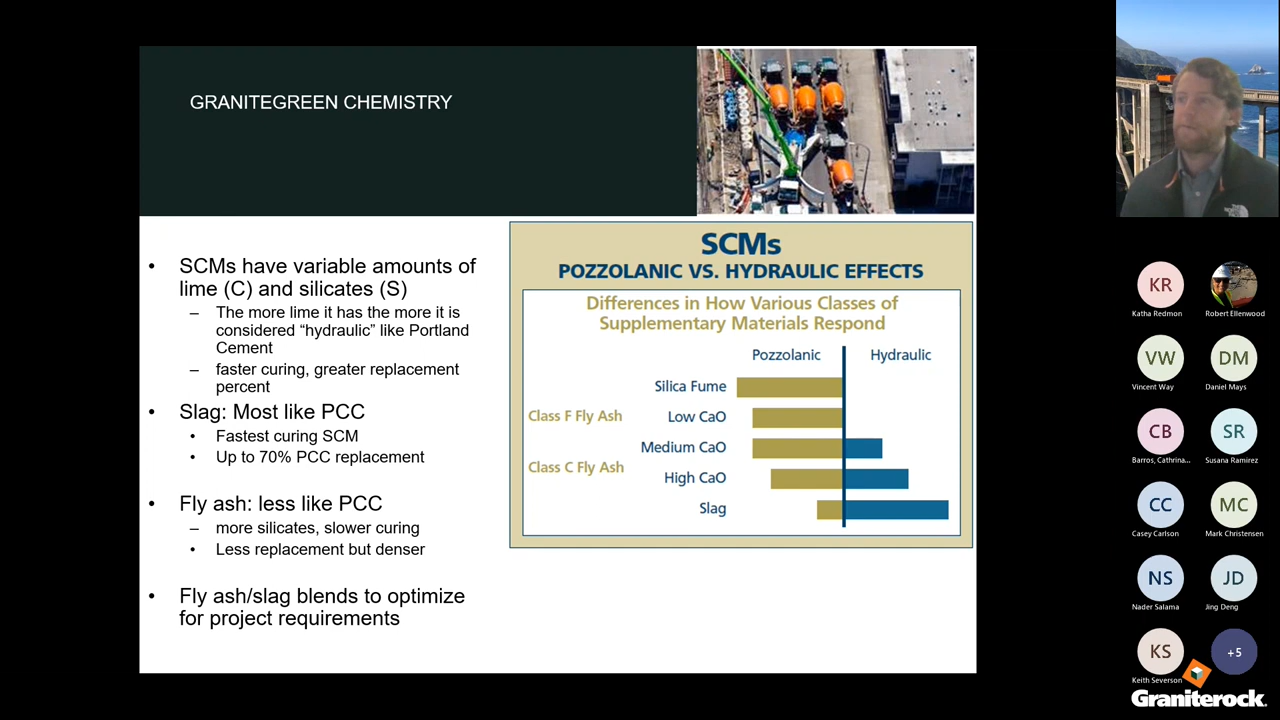 GRANITEGREEN CHEMISTRY
• SCMs have variable amounts of
lime (C) and silicates (S)
– The more lime it has the more it is
considered “hydraulic” like Portland
Cement
– faster curing, greater replacement
percent
• Slag: Most like PCC
• Fastest curing SCM
• Up to 70% PCC replacement
• Fly ash: less like PCC
– more silicates, slower curing
• Less replacement but denser
• Fly ash/slag blends to optimize
for project requirements
SCMs
POZZOLANIC VS. HYDRAULIC EFFECTS
Differences in How Various Classes of
Supplementary Materials Respond
Pozzolanic Hydraulic
Silica Fume
Class F Fly Ash Low CaO
Medium CaO
Class C Fly Ash
High CaO
Slag
KR
Katha Redmon Robert Ellenwood
VW DM
Vincent Way Daniel Mays
CB SR
Barros, Cathrina... Susana Ramirez
CC MC
Casey Carlson Mark Christensen
NS JD
Nader Salama Jing Deng
KS +5
Keith Severson
Graniterock.